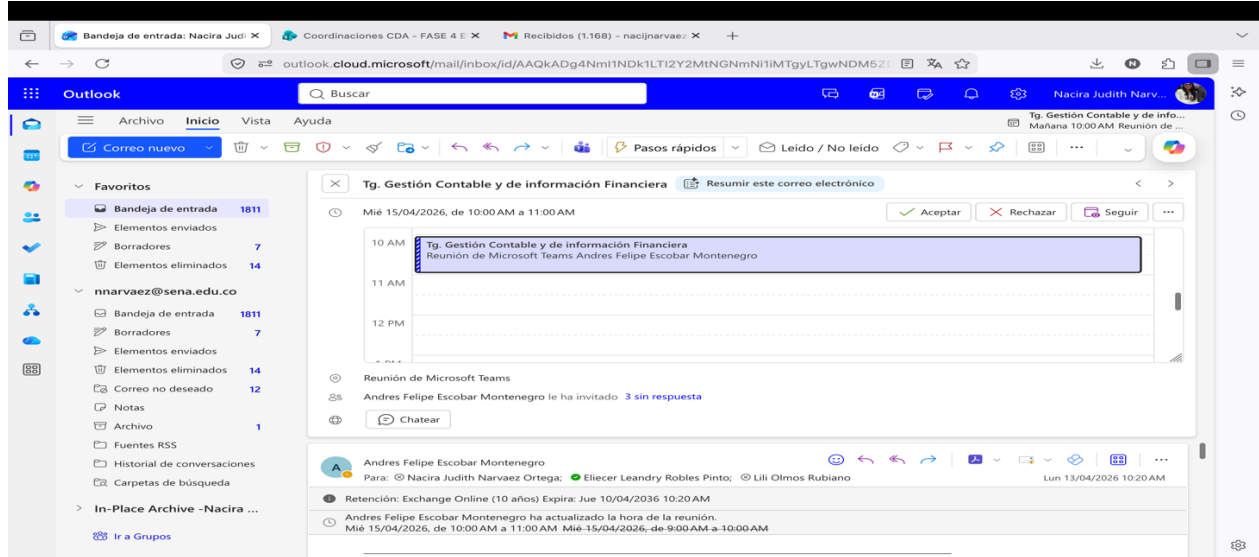 Bandeja de entrada: Nacira Judi
Coordinaciones CDA - FASE 4 E
Recibidos (1.168) - nacijnarvaez
outlook.cloud.microsoft/mail/inbox/id/
Outlook
Buscar
Nacira Judith Narv...
Archivo Inicio Vista Ayuda
Tg. Gestión Contable y de info...
Mañana 10:00 AM Reunión de ...
Correo nuevo
Pasos rápidos
Leído / No leído
Favoritos
Bandeja de entrada 1811
Elementos enviados
Borradores 7
Elementos eliminados 14
nnarvaez@sena.edu.co
Bandeja de entrada 1811
Borradores 7
Elementos enviados
Elementos eliminados 14
Correo no deseado 12
Notas
Archivo 1
Fuentes RSS
Historial de conversaciones
Carpetas de búsqueda
In-Place Archive -Nacira ...
Ir a Grupos
Tg. Gestión Contable y de información Financiera
Resumir este correo electrónico
Mié 15/04/2026, de 10:00 AM a 11:00 AM
Aceptar
Rechazar
Seguir
10 AM
Tg. Gestión Contable y de información Financiera
Reunión de Microsoft Teams Andres Felipe Escobar Montenegro
11 AM
12 PM
Reunión de Microsoft Teams
Andres Felipe Escobar Montenegro le ha invitado 3 sin respuesta
Chatear
A
Andres Felipe Escobar Montenegro
Para: Nacira Judith Narvaez Ortega; Eliecer Leandry Robles Pinto; Lili Olmos Rubiano
Lun 13/04/2026 10:20 AM
Retención: Exchange Online (10 años) Expira: Jue 10/04/2036 10:20 AM
Andres Felipe Escobar Montenegro ha actualizado la hora de la reunión.
Mié 15/04/2026, de 10:00 AM a 11:00 AM Mié 15/04/2026, de 9:00 AM a 10:00 AM